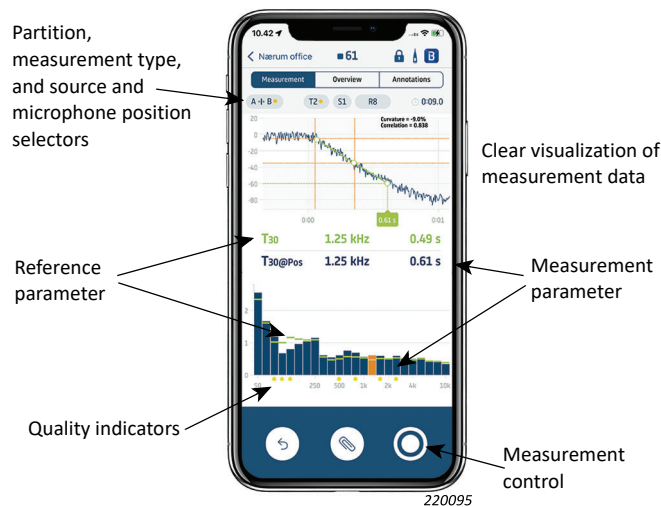 Partition,
measurement type,
and source and
microphone position
selectors
10.42
Nærum office
61
B
Measurement Overview Annotations
A B T2 S1 R8 0:09.0
Curvature = -9.0%
Correlation = 0.838
20
0
-20
-40
-60
-80
0:00 0.61 s 0:01
T30 1.25 kHz 0.49 s
T30@Pos 1.25 kHz 0.61 s
2
1
0
50 250 500 1k 2k 4k 10k
Clear visualization of
measurement data
Reference
parameter
Measurement
parameter
Quality indicators
Measurement
control
220095